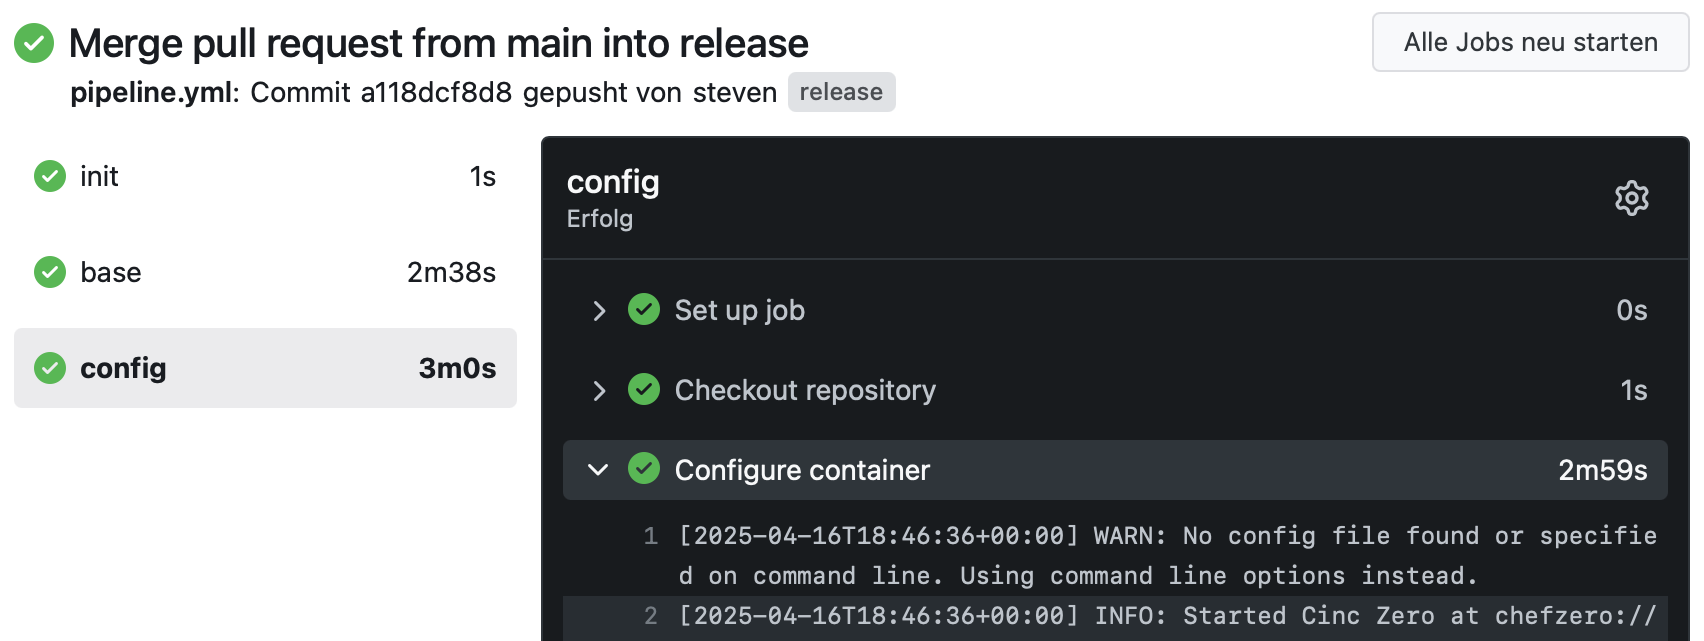 Merge pull request from main into release
Alle Jobs neu starten
pipeline.yml: Commit a118dcf8d8 gepusht von steven release
init 1s
base 2m38s
config 3m0s
config
Erfolg
Set up job 0s
Checkout repository 1s
Configure container 2m59s
1 [2025-04-16T18:46:36+00:00] WARN: No config file found or specifie
d on command line. Using command line options instead.
2 [2025-04-16T18:46:36+00:00] INFO: Started Cinc Zero at chefzero://